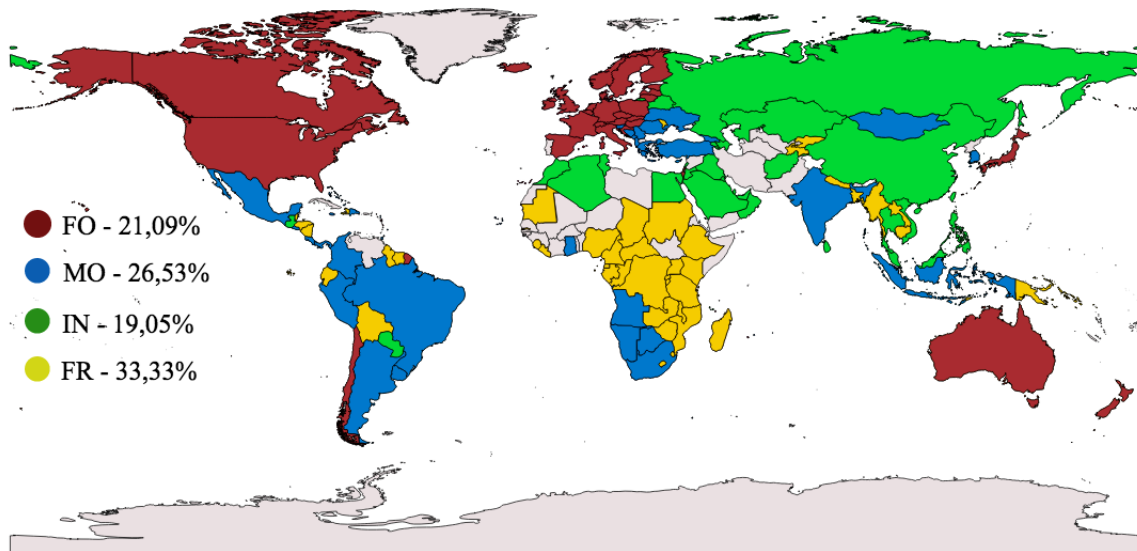 FO - 21,09%
MO - 26,53%
IN - 19,05%
FR - 33,33%